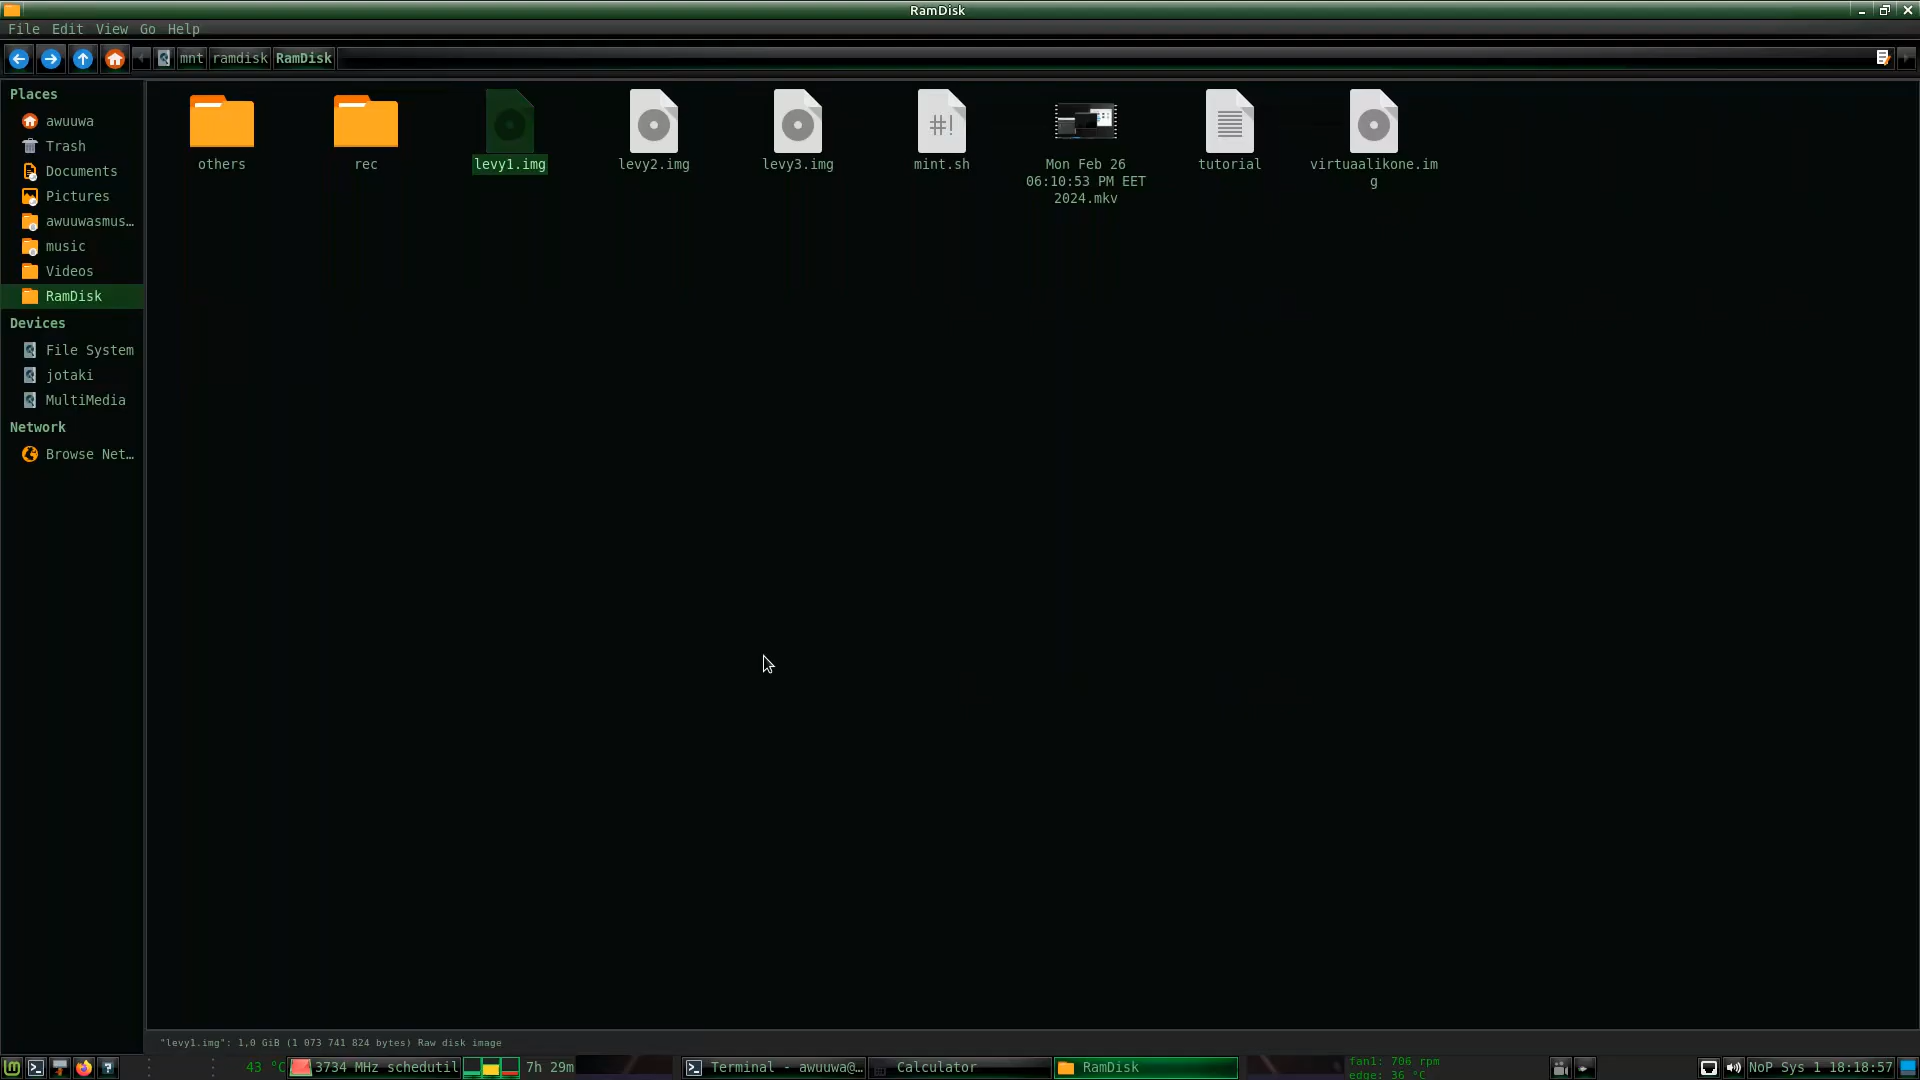 RamDisk
File Edit View Go Help
mnt ramdisk RamDisk
Places
awuuwa
Trash
Documents
Pictures
awuuwasmus…
music
Videos
RamDisk
Devices
File System
jotaki
MultiMedia
Network
Browse Net…
others
rec
levy1.img
levy2.img
levy3.img
#!
mint.sh
Mon Feb 26
06:10:53 PM EET
2024.mkv
tutorial
virtuaalikone.im
g
"levy1.img": 1,0 GiB (1 073 741 824 bytes) Raw disk image
43 °C 3734 MHz schedutil 7h 29m Terminal - awuuwa@… Calculator RamDisk
fan1: 706 rpm
edge: 36 °C
NoP Sys 1 18:18:57